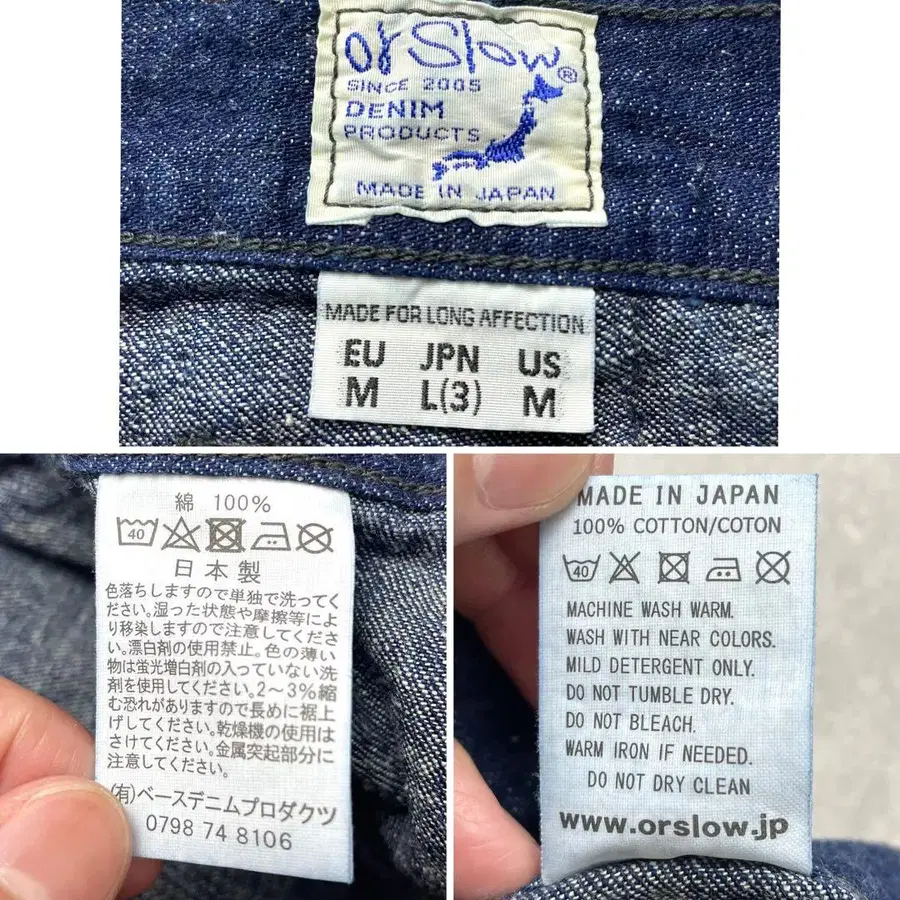 or Slow
SINCE 2005 ®
DENIM
PRODUCTS
MADE IN JAPAN
MADE FOR LONG AFFECTION
EU JPN US
M L(3) M
綿 100%
40
日本製
色落ちしますので単独で洗ってく
ださい。湿った状態や摩擦等によ
り移染しますので注意してくださ
い。漂白剤の使用禁止。色の薄い
物は蛍光増白剤の入っていない洗
剤を使用してください。2〜3%縮
む恐れがありますので長めに裾上
げしてください。乾燥機の使用は
さけてください。金属突起部分に
注意してください。
(有)ベースデニムプロダクツ
0798 74 8106
MADE IN JAPAN
100% COTTON/COTON
40
MACHINE WASH WARM.
WASH WITH NEAR COLORS.
MILD DETERGENT ONLY.
DO NOT TUMBLE DRY.
DO NOT BLEACH.
WARM IRON IF NEEDED.
DO NOT DRY CLEAN
www.orslow.jp